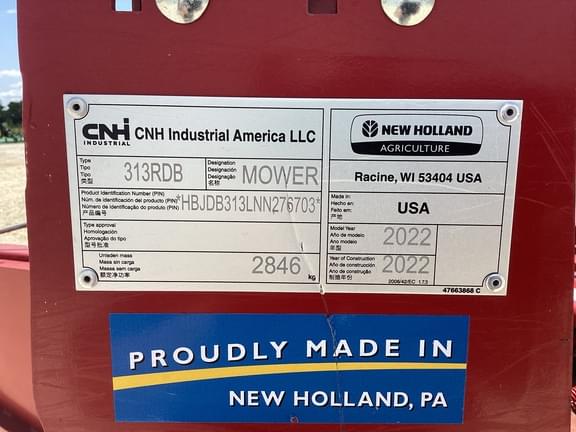 CNH INDUSTRIAL
CNH Industrial America LLC
Type
Tipo
Tipo
类型
313RDB
Designation
Designación
Designação
名称
MOWER
Product Identification Number (PIN)
Núm. de identificación del producto (PIN)
Número de identificação do produto (PIN)
产品编号
*HBJDB313LNN276703*
Type approval
Homologación
Aprovação do tipo
型号批准
Unladen mass
Masa sin carga
Massa sem carga
额定净功率
2846 KG
NEW HOLLAND
AGRICULTURE
Racine, WI 53404 USA
Made in:
Hecho en:
Feito em:
产地
USA
Model Year
Año de modelo
Ano modelo
年型
2022
Year of Construction
Año de construcción
Ano de construção
制造年份
2022
2006/42/EC 1.7.3
47663868 C
PROUDLY MADE IN
NEW HOLLAND, PA